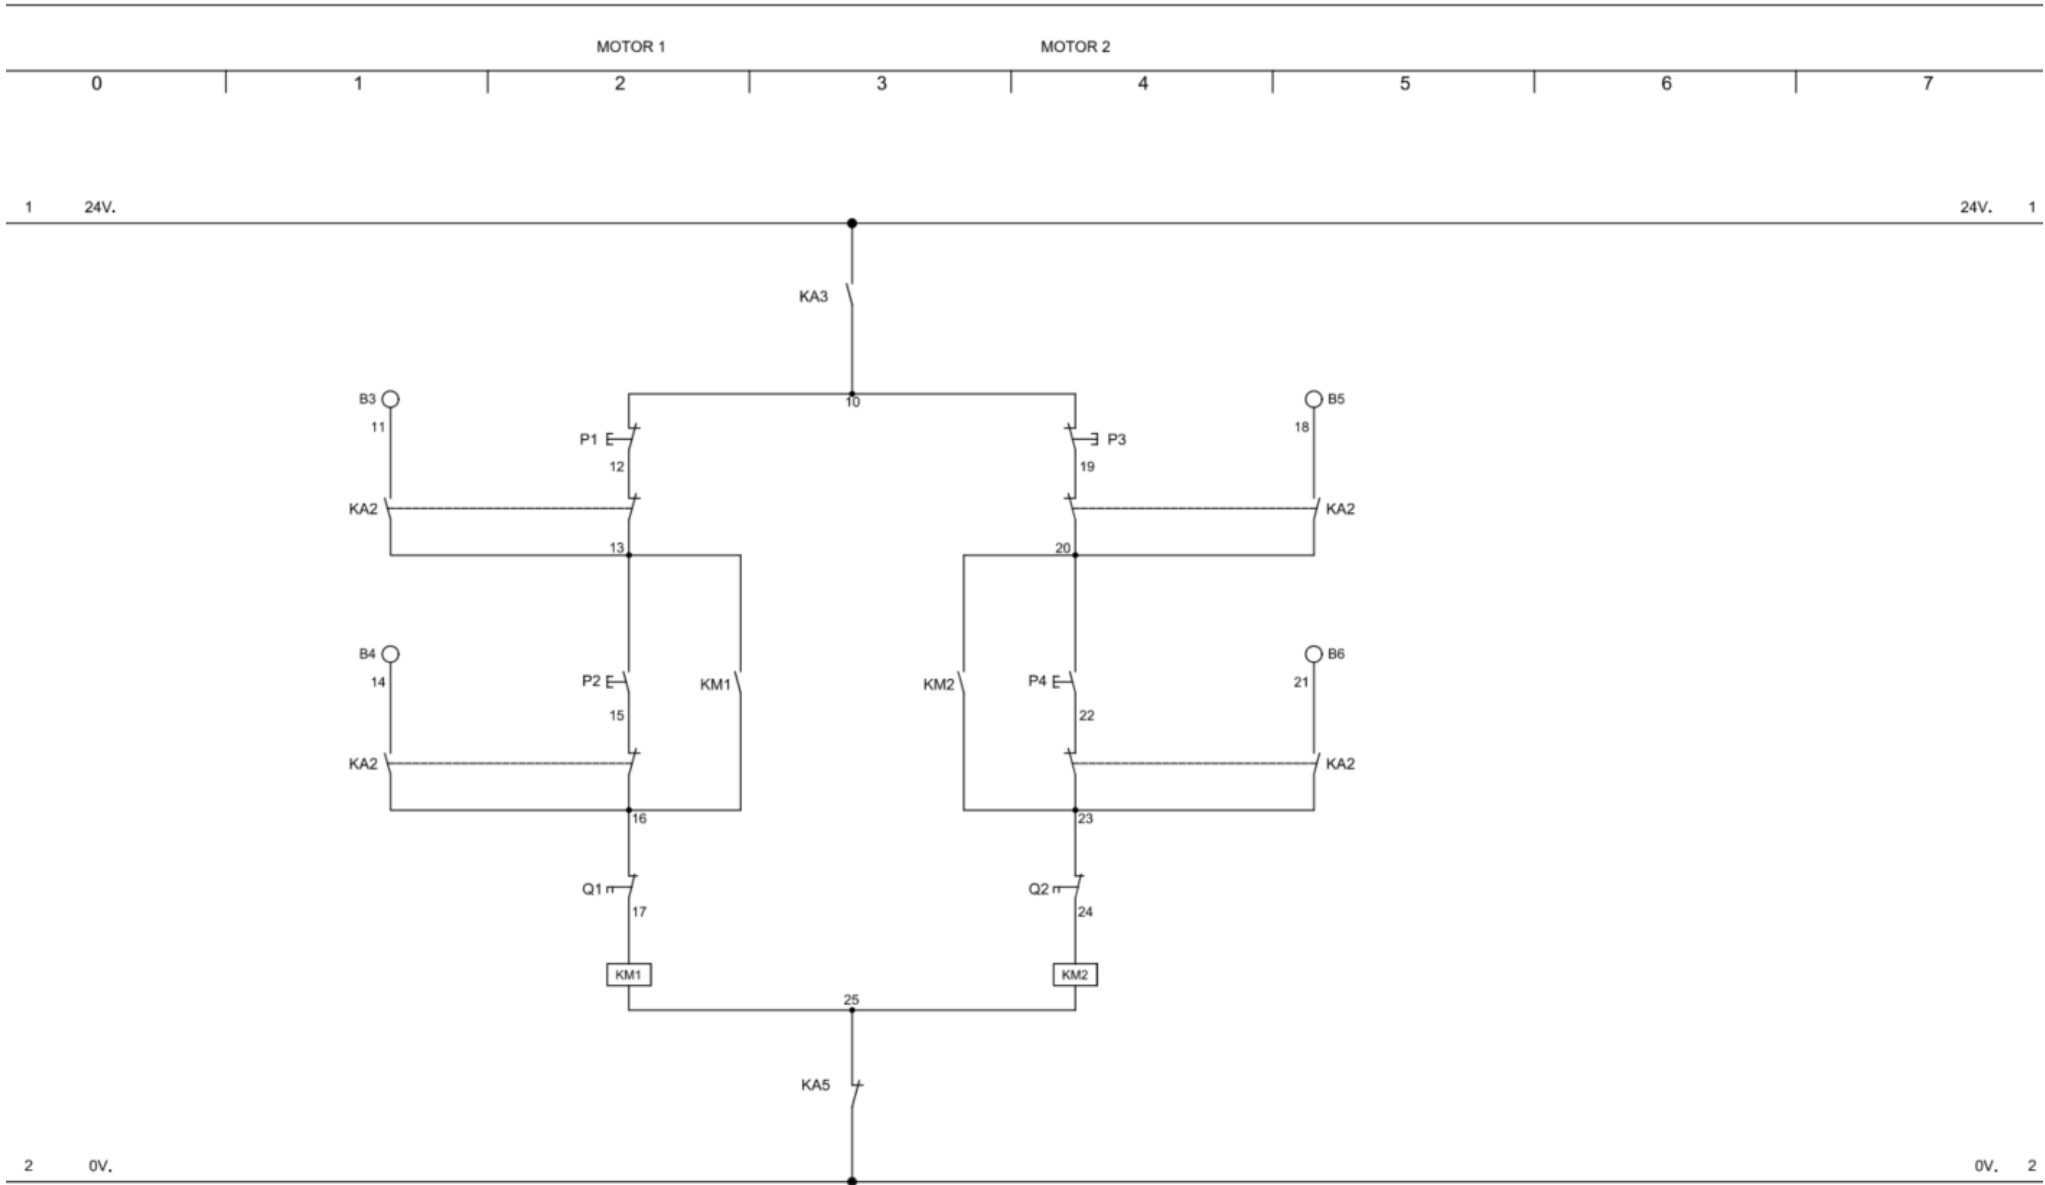 MOTOR 1 MOTOR 2
0 1 2 3 4 5 6 7
1 24V. 24V. 1
KA3
B3 10 B5
11 18
P1 P3
12 19
KA2 KA2
13 20
B4 B6
14 P2 KM1 KM2 P4 21
15 22
KA2 KA2
16 23
Q1 Q2
17 24
KM1 KM2
25
KA5
2 0V. 0V. 2